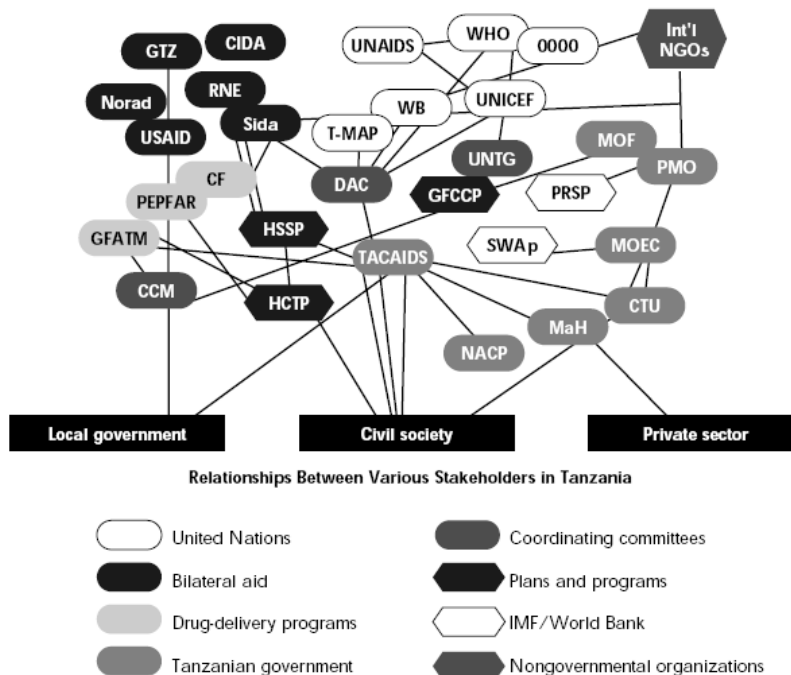 GTZ
CIDA
UNAIDS
WHO
0000
Int'l
NGOs
Norad
RNE
USAID
Sida
WB
UNICEF
T-MAP
MOF
CF
UNTG
PMO
PEPFAR
DAC
GFCCP
PRSP
GFATM
HSSP
TACAIDS
SWAp
MOEC
CCM
HCTP
CTU
MaH
NACP
Local government
Civil society
Private sector
Relationships Between Various Stakeholders in Tanzania
United Nations
Coordinating committees
Bilateral aid
Plans and programs
Drug-delivery programs
IMF/World Bank
Tanzanian government
Nongovernmental organizations